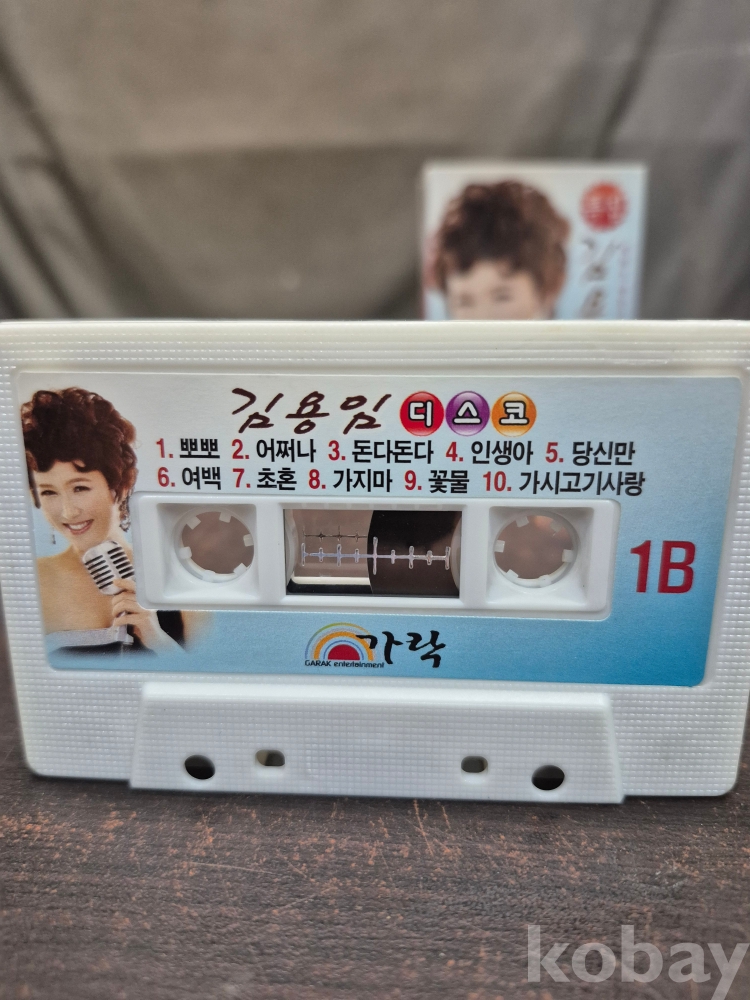 김용임 디스코
1. 뽀뽀 2. 어쩌나 3. 돈다돈다 4. 인생아 5. 당신만
6. 여백 7. 초혼 8. 가지마 9. 꽃물 10. 가시고기사랑
1B
가락
GARAK entertainment
kobay